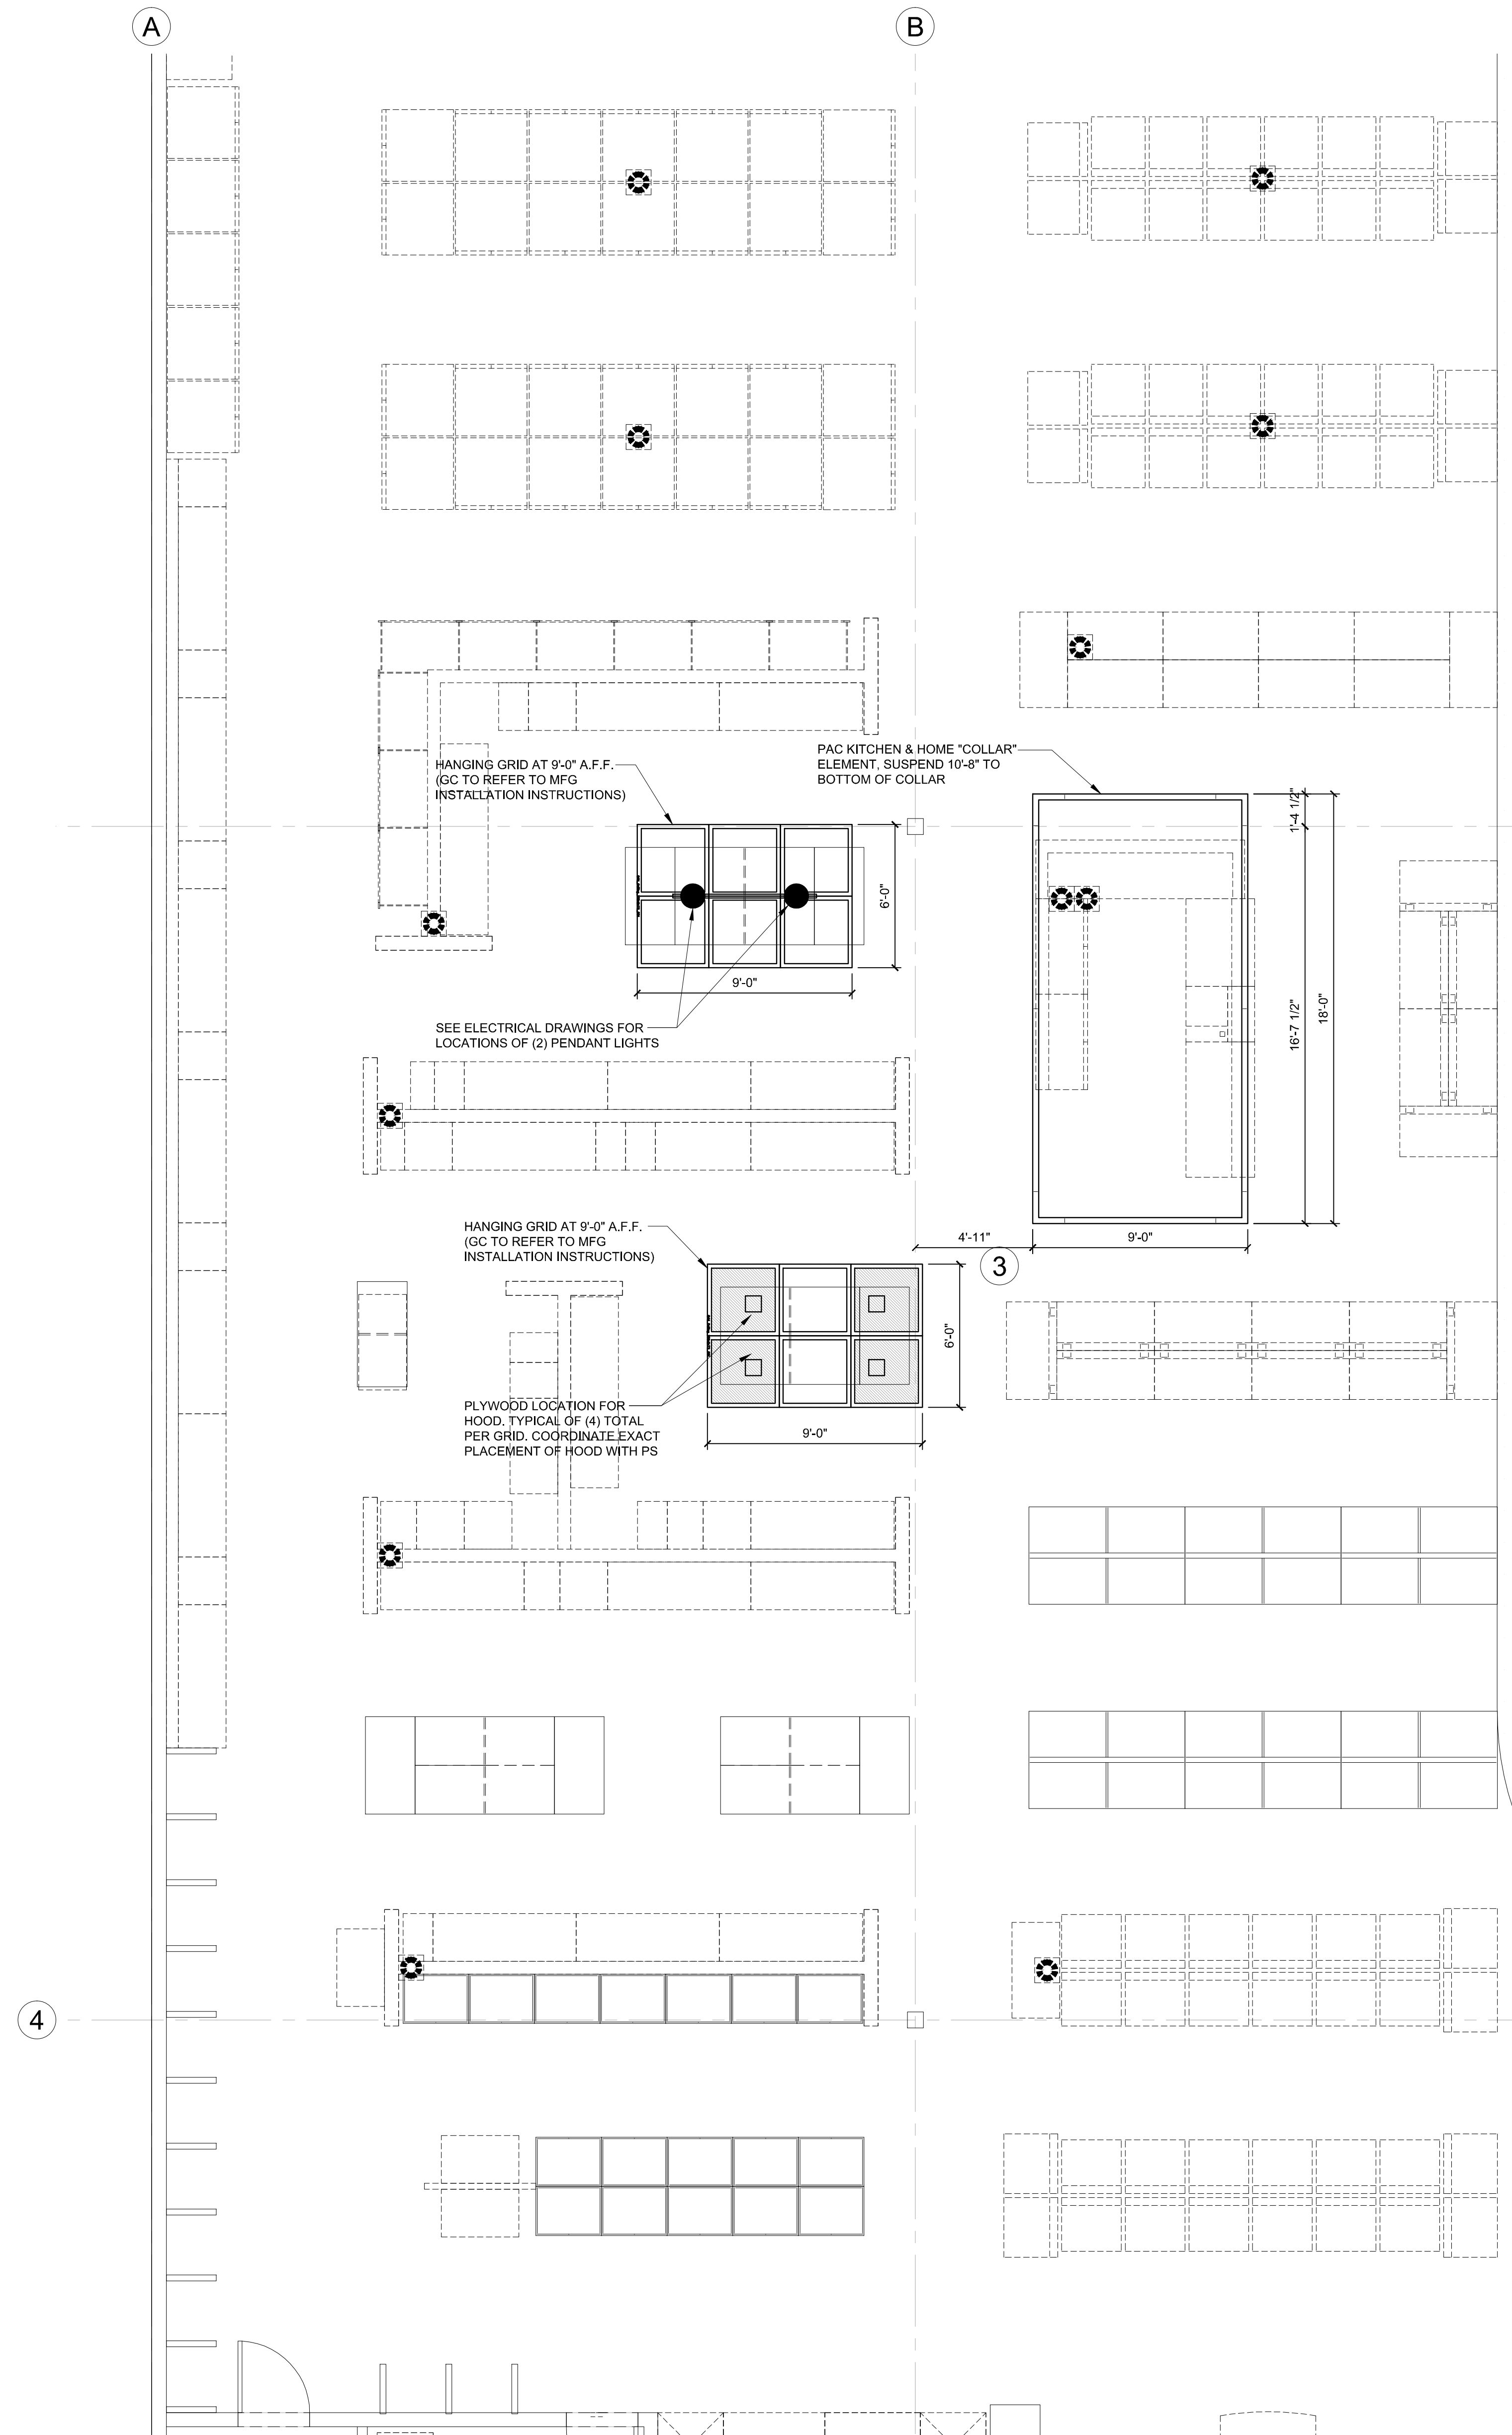 A
B
PAC KITCHEN & HOME "COLLAR"
ELEMENT, SUSPEND 10'-8" TO
BOTTOM OF COLLAR
HANGING GRID AT 9'-0" A.F.F.
(GC TO REFER TO MFG
INSTALLATION INSTRUCTIONS)
1'-4 1/2"
6'-0"
9'-0"
16'-7 1/2"
18'-0"
SEE ELECTRICAL DRAWINGS FOR
LOCATIONS OF (2) PENDANT LIGHTS
HANGING GRID AT 9'-0" A.F.F.
(GC TO REFER TO MFG
INSTALLATION INSTRUCTIONS)
4'-11"
9'-0"
3
6'-0"
PLYWOOD LOCATION FOR
HOOD. TYPICAL OF (4) TOTAL
PER GRID. COORDINATE EXACT
PLACEMENT OF HOOD WITH PS
9'-0"
4